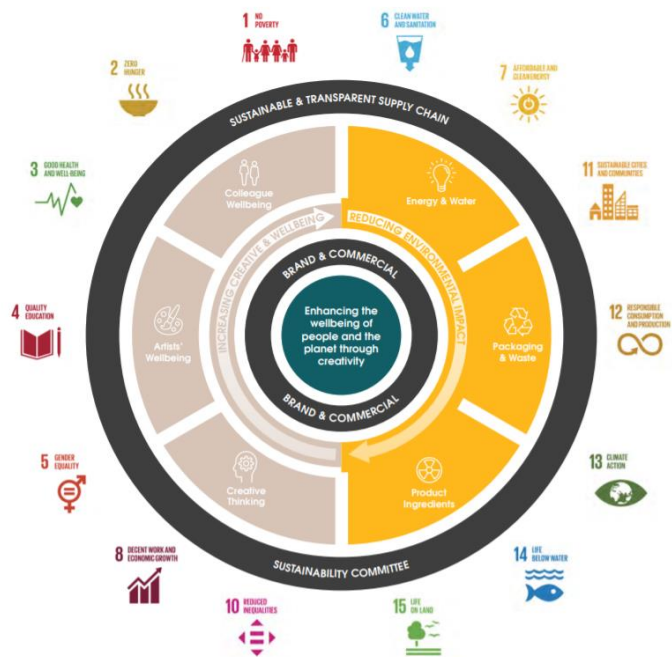 1 NO
POVERTY
6 CLEAN WATER
AND SANITATION
2 ZERO
HUNGER
7 AFFORDABLE AND
CLEAN ENERGY
3 GOOD HEALTH
AND WELL-BEING
11 SUSTAINABLE CITIES
AND COMMUNITIES
4 QUALITY
EDUCATION
12 RESPONSIBLE
CONSUMPTION
AND PRODUCTION
5 GENDER
EQUALITY
13 CLIMATE
ACTION
8 DECENT WORK AND
ECONOMIC GROWTH
14 LIFE
BELOW WATER
10 REDUCED
INEQUALITIES
15 LIFE
ON LAND
SUSTAINABLE & TRANSPARENT SUPPLY CHAIN
Colleague
Wellbeing
Energy & Water
INCREASING CREATIVE & WELLBEING
REDUCING ENVIRONMENTAL IMPACT
BRAND & COMMERCIAL
Artists'
Wellbeing
Enhancing the
wellbeing of
people and the
planet through
creativity
Packaging
& Waste
BRAND & COMMERCIAL
Creative
Thinking
Product
Ingredients
SUSTAINABILITY COMMITTEE